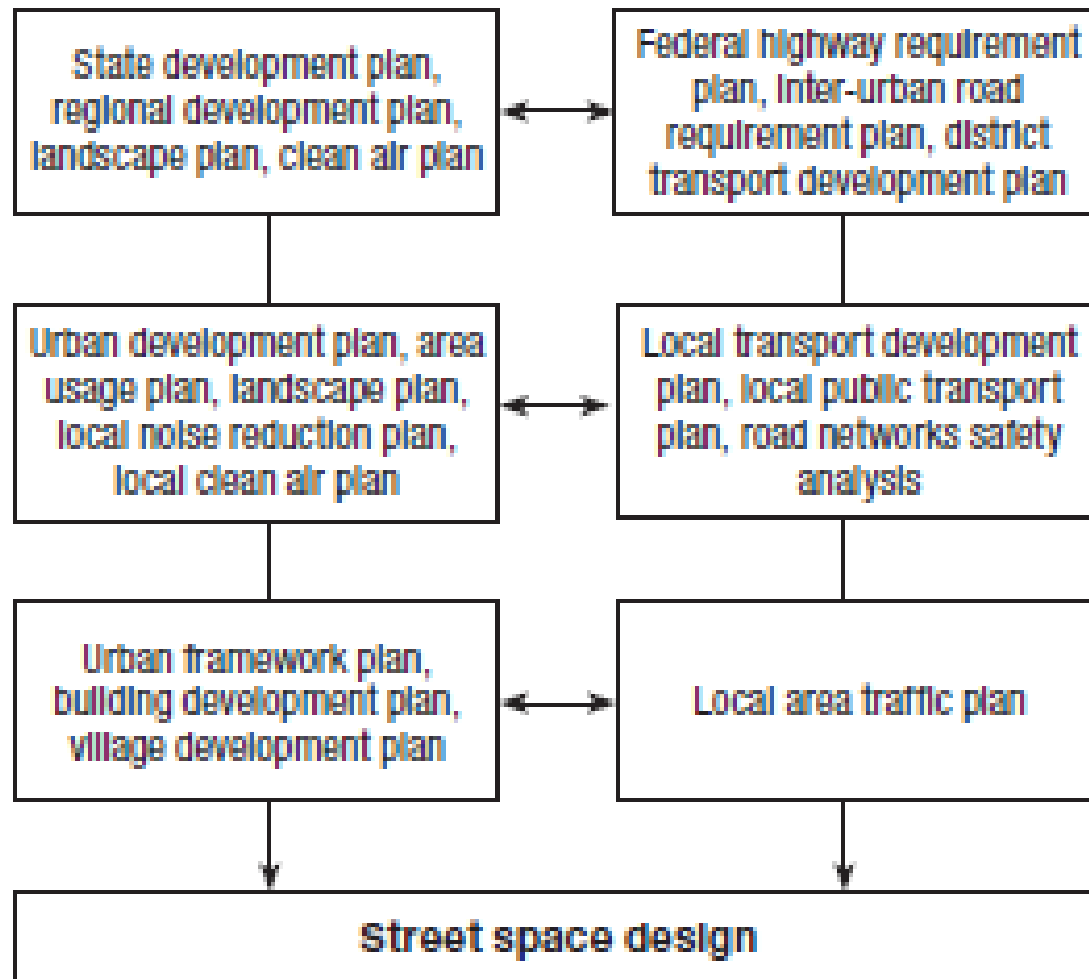 State development plan,
regional development plan,
landscape plan, clean air plan
Federal highway requirement
plan, inter-urban road
requirement plan, district
transport development plan
Urban development plan, area
usage plan, landscape plan,
local noise reduction plan,
local clean air plan
Local transport development
plan, local public transport
plan, road networks safety
analysis
Urban framework plan,
building development plan,
village development plan
Local area traffic plan
Street space design